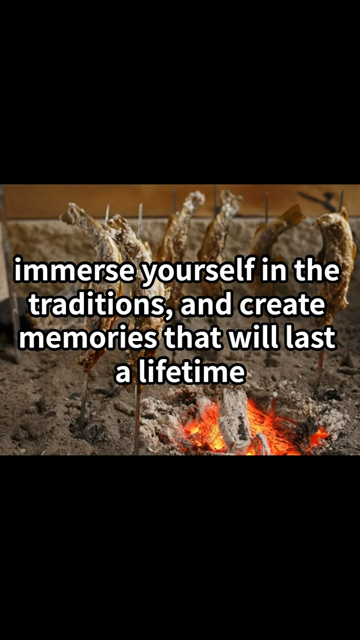 immerse yourself in the
traditions, and create
memories that will last
a lifetime